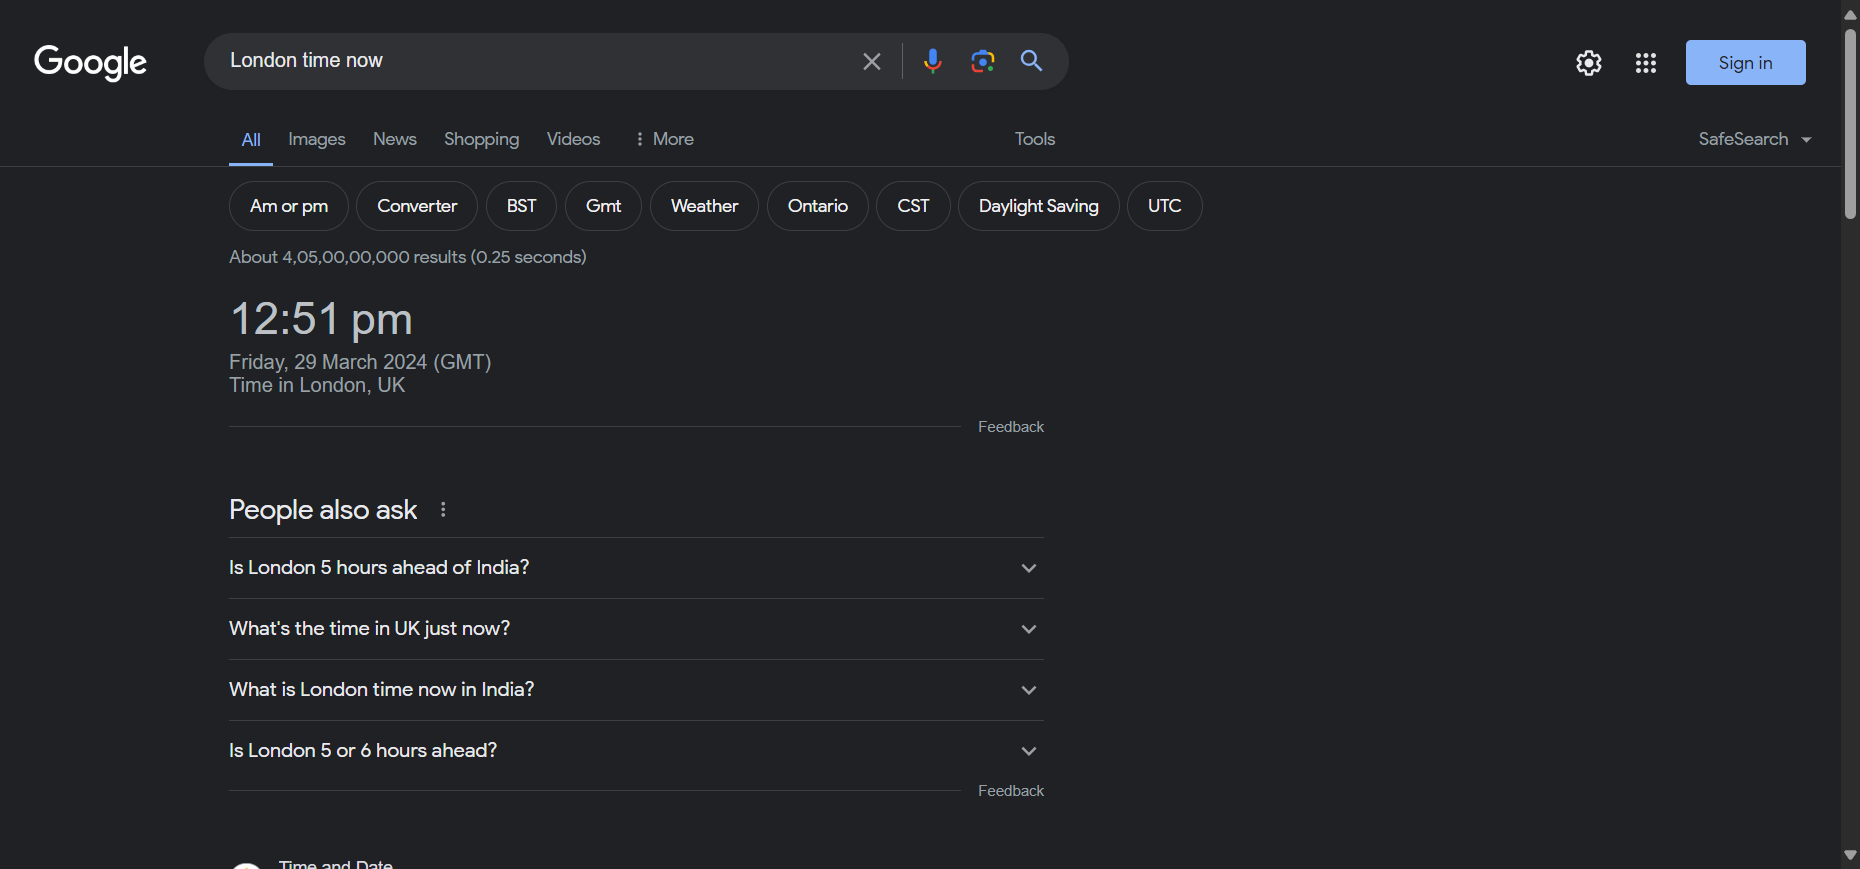 Google
London time now
Sign in
All Images News Shopping Videos More Tools SafeSearch
Am or pm Converter BST Gmt Weather Ontario CST Daylight Saving UTC
About 4,05,00,00,000 results (0.25 seconds)
12:51 pm
Friday, 29 March 2024 (GMT)
Time in London, UK
Feedback
People also ask
Is London 5 hours ahead of India?
What's the time in UK just now?
What is London time now in India?
Is London 5 or 6 hours ahead?
Feedback
Time and Date